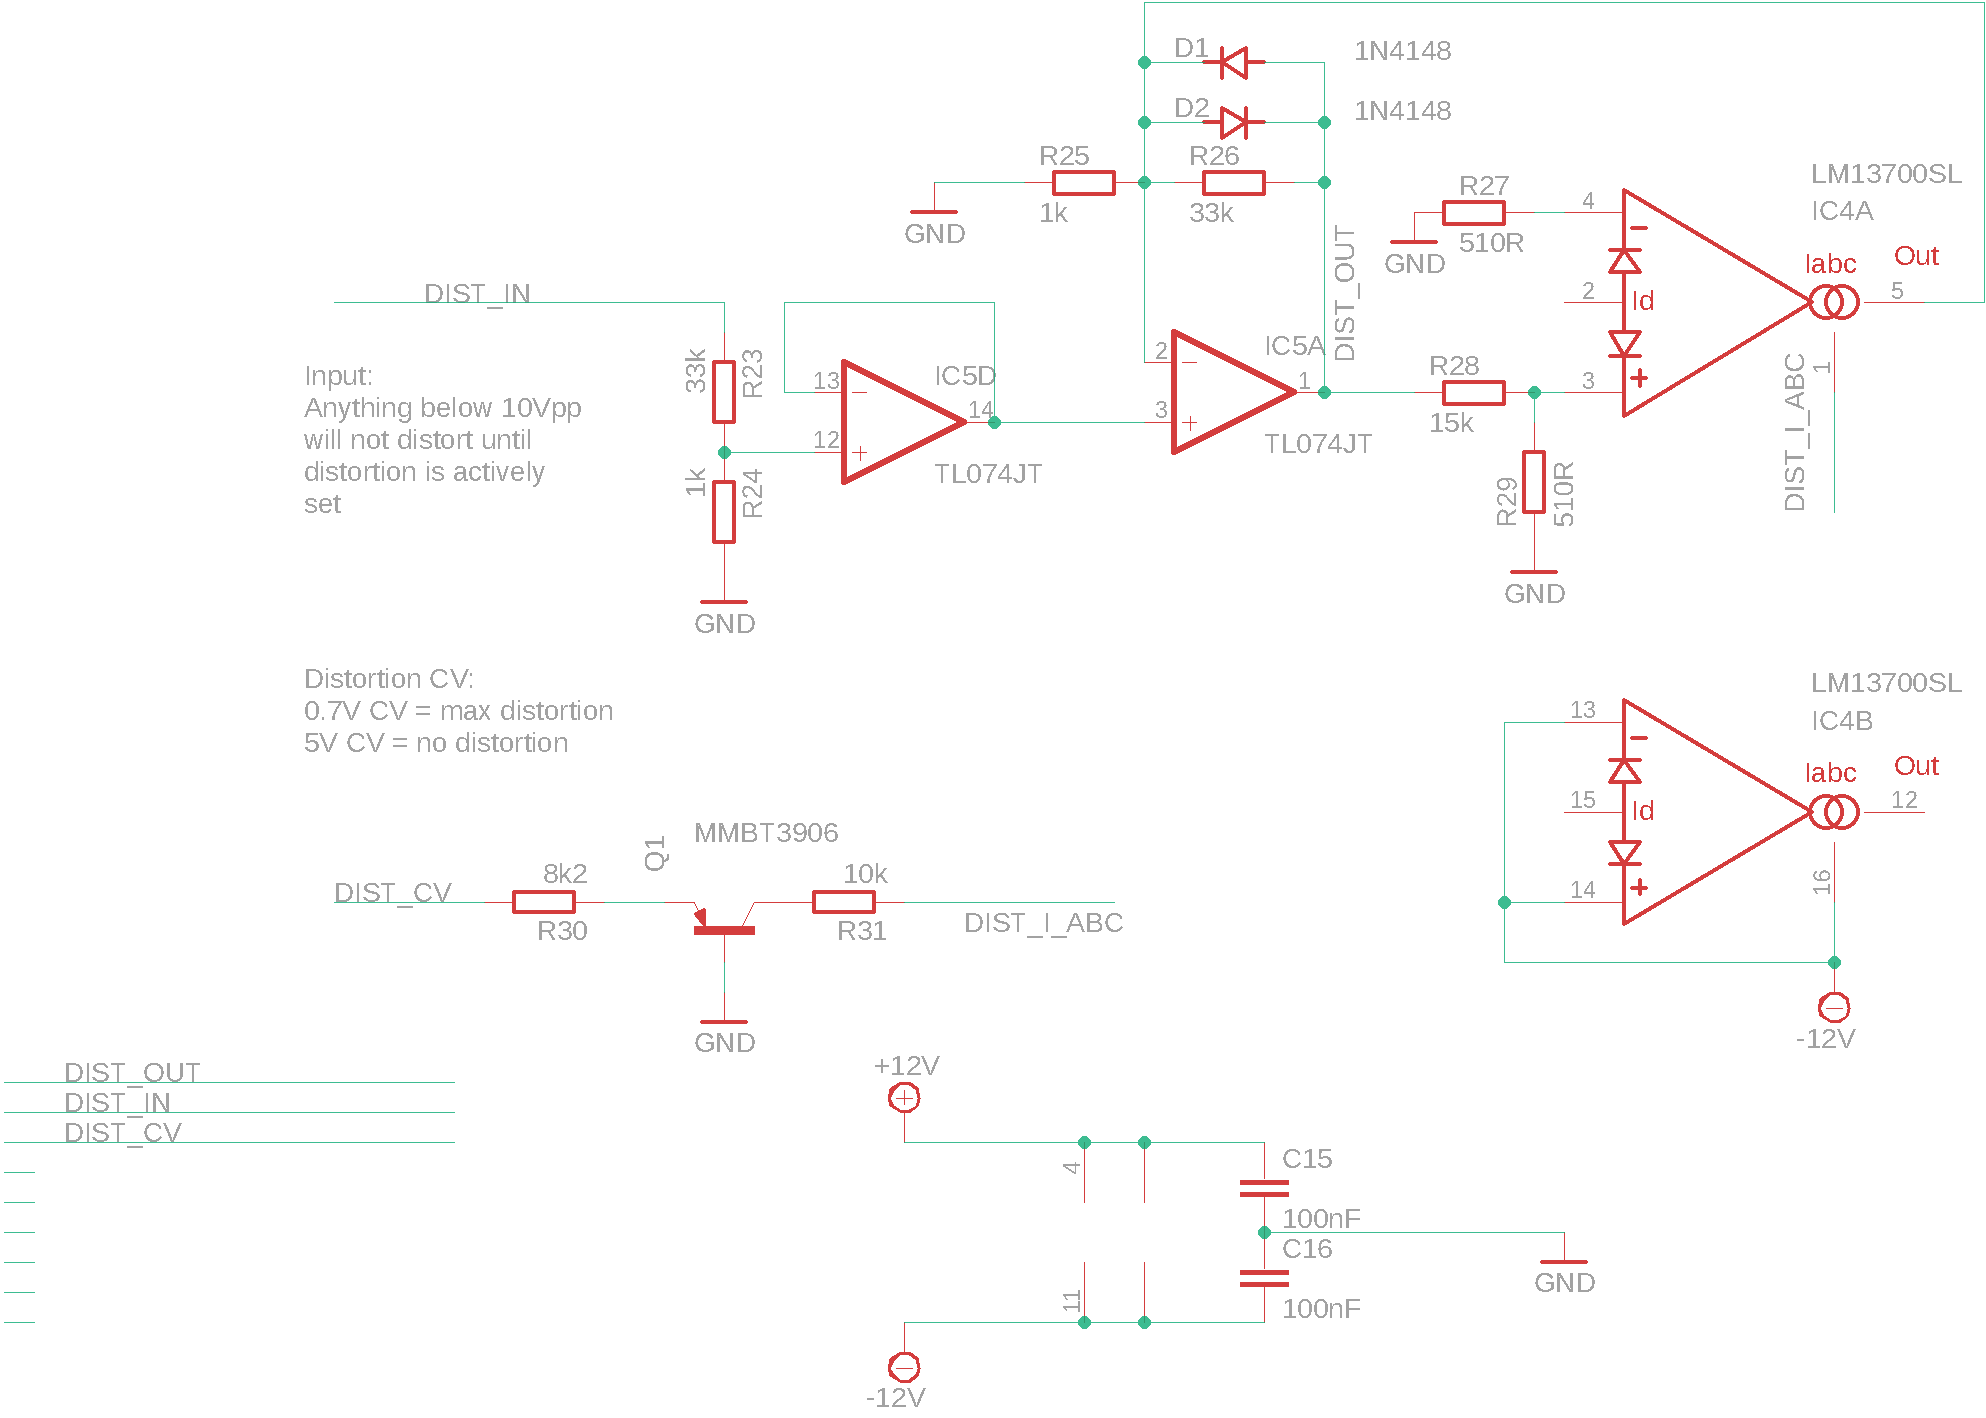 D1
1N4148
D2
1N4148
R25
1k
R26
33k
GND
R27
510R
GND
LM13700SL
IC4A
4
Iabc
Out
2
Id
5
3
1
DIST_I_ABC
DIST_OUT
DIST_IN
33k
R23
1k
R24
GND
Input:
Anything below 10Vpp
will not distort until
distortion is actively
set
13
12
14
IC5D
TL074JT
2
3
1
IC5A
TL074JT
R28
15k
R29
510R
GND
Distortion CV:
0.7V CV = max distortion
5V CV = no distortion
LM13700SL
IC4B
13
Iabc
Out
15
Id
12
14
16
-12V
DIST_CV
8k2
R30
Q1
MMBT3906
10k
R31
DIST_I_ABC
GND
DIST_OUT
DIST_IN
DIST_CV
+12V
4
11
C15
100nF
C16
100nF
GND
-12V